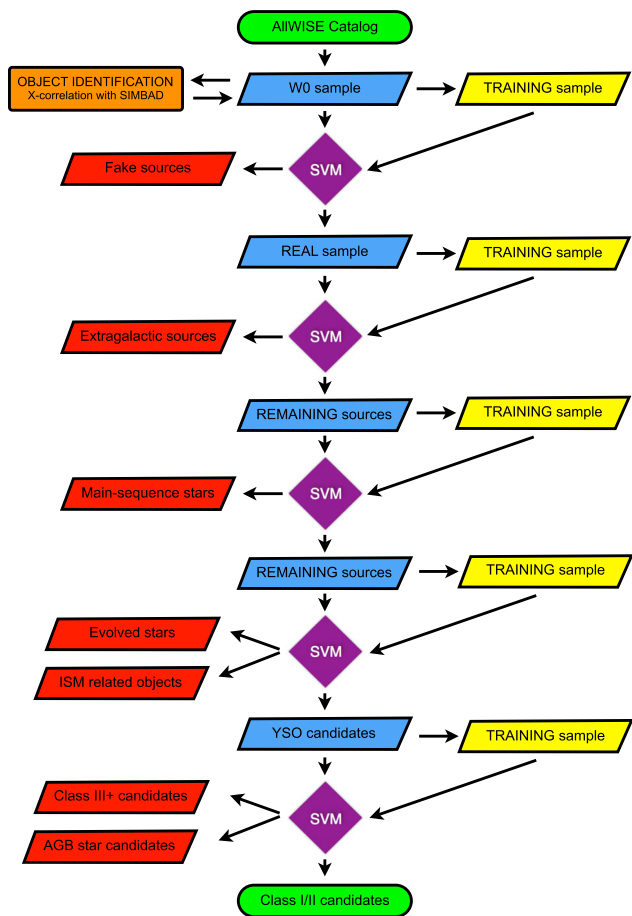 AllWISE Catalog
OBJECT IDENTIFICATION
X-correlation with SIMBAD
W0 sample
TRAINING sample
SVM
Fake sources
REAL sample
TRAINING sample
SVM
Extragalactic sources
REMAINING sources
TRAINING sample
SVM
Main-sequence stars
REMAINING sources
TRAINING sample
SVM
Evolved stars
ISM related objects
YSO candidates
TRAINING sample
SVM
Class III+ candidates
AGB star candidates
Class I/II candidates